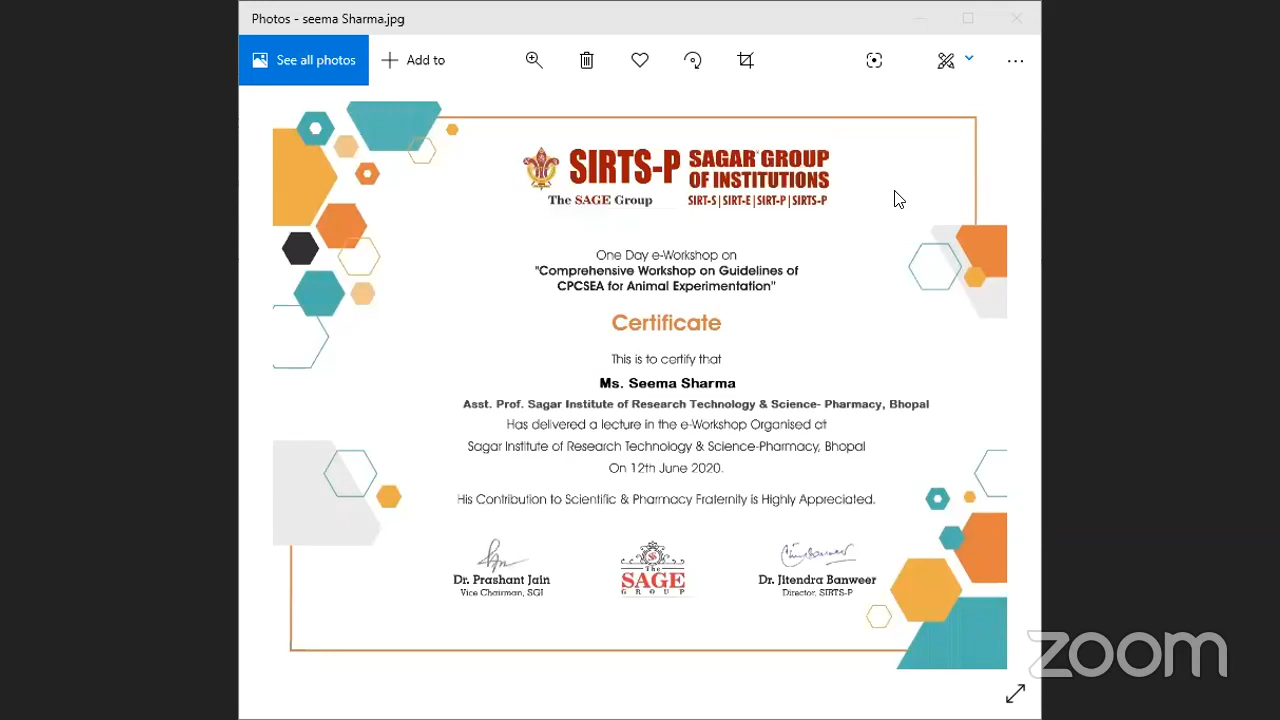 Photos - seema Sharma.jpg
See all photos
Add to
SIRTS-P
SAGAR GROUP
OF INSTITUTIONS
The SAGE Group
SIRT-S | SIRT-E | SIRT-P | SIRTS-P
One Day e-Workshop on
"Comprehensive Workshop on Guidelines of
CPCSEA for Animal Experimentation"
Certificate
This is to certify that
Ms. Seema Sharma
Asst. Prof. Sagar Institute of Research Technology & Science- Pharmacy, Bhopal
Has delivered a lecture in the e-Workshop Organised at
Sagar Institute of Research Technology & Science-Pharmacy, Bhopal
On 12th June 2020.
His Contribution to Scientific & Pharmacy Fraternity is Highly Appreciated.
Dr. Prashant Jain
Vice Chairman, SGI
The
SAGE
GROUP
Dr. Jitendra Banweer
Director, SIRTS-P
zoom